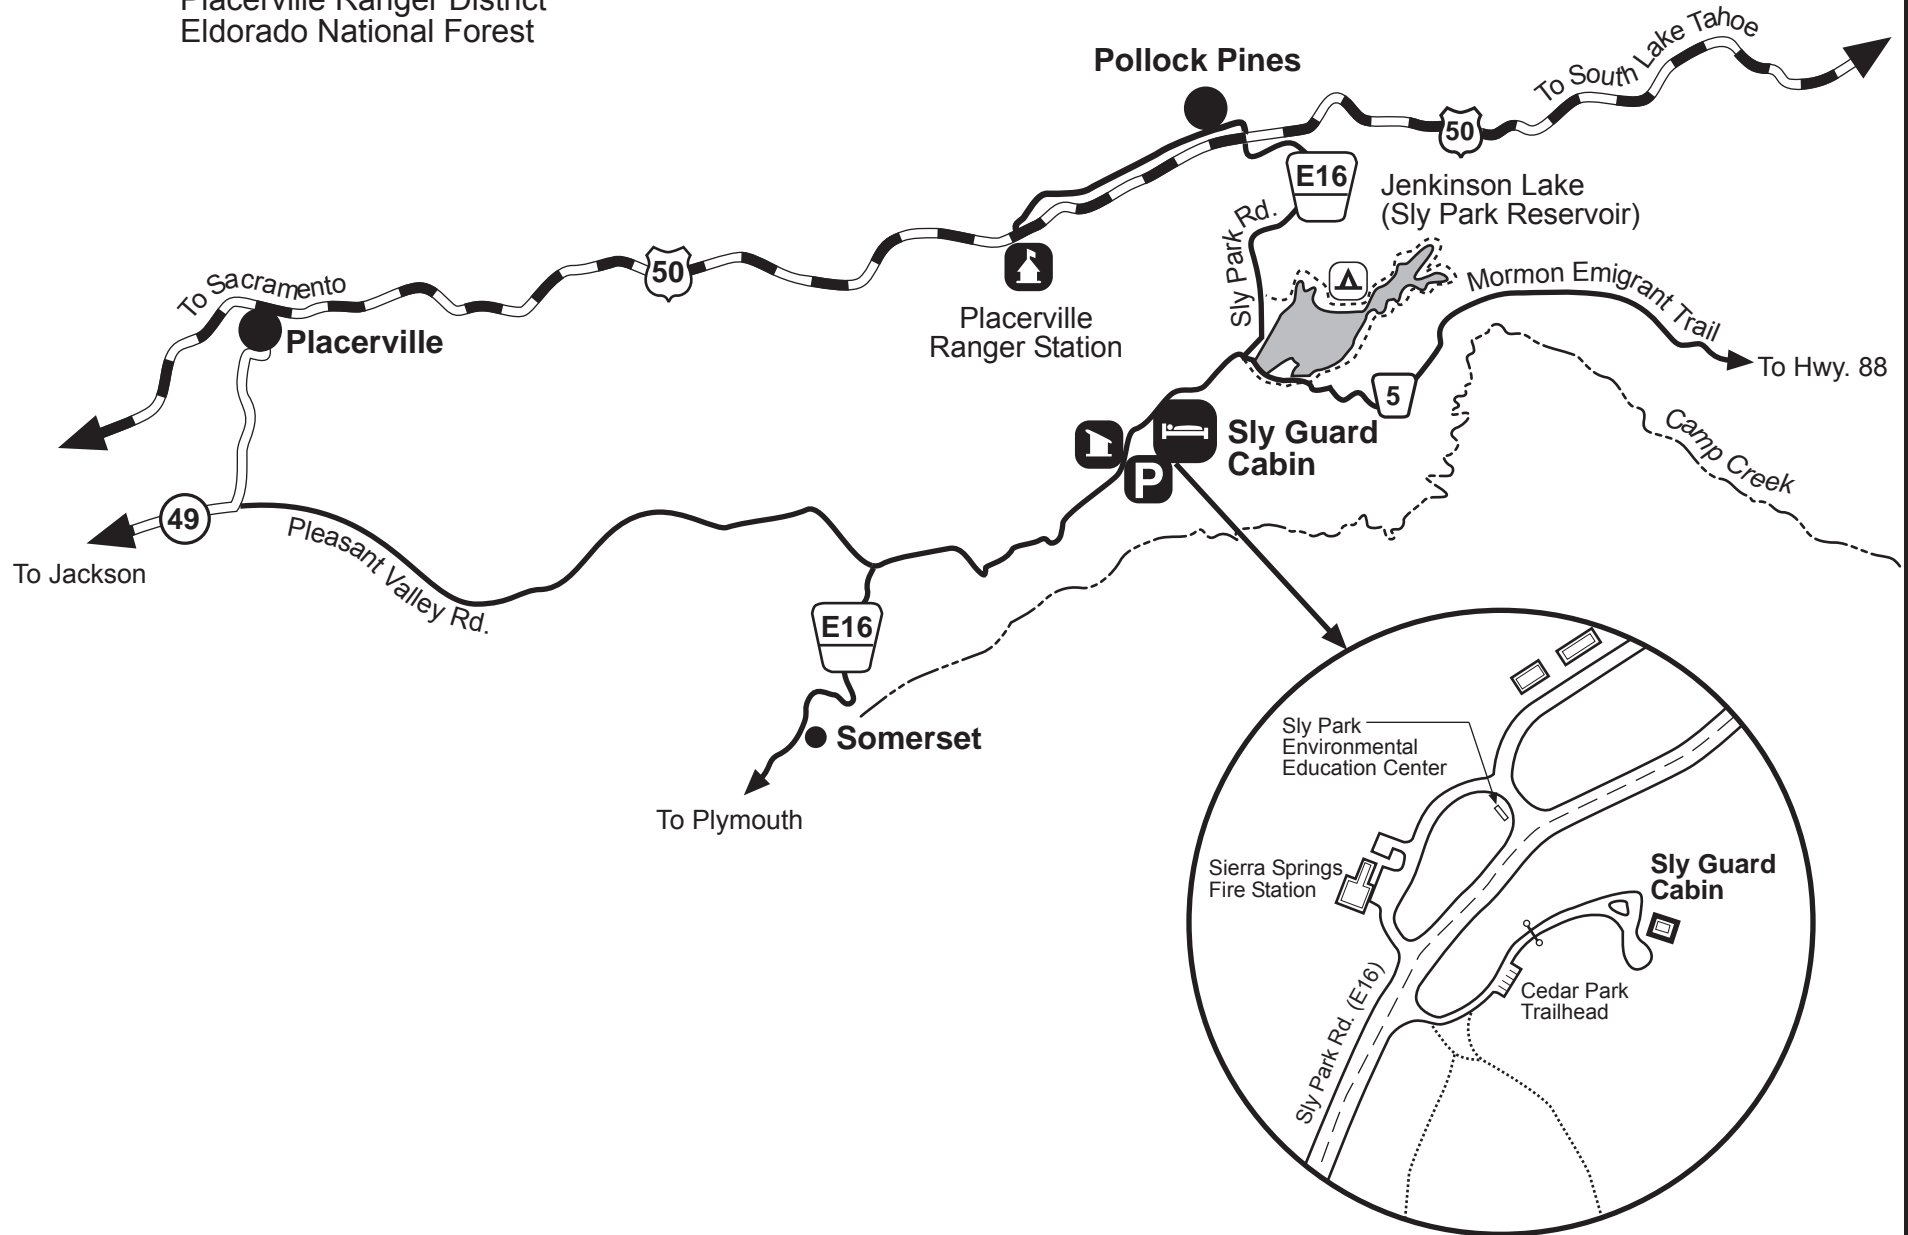 Placerville Ranger District
Eldorado National Forest
Pollock Pines
To South Lake Tahoe
50
E16
Jenkinson Lake
(Sly Park Reservoir)
Sly Park Rd.
Mormon Emigrant Trail
To Hwy. 88
50
To Sacramento
Placerville
Placerville
Ranger Station
5
Sly Guard
Cabin
P
Camp Creek
49
To Jackson
Pleasant Valley Rd.
E16
Somerset
To Plymouth
Sly Park
Environmental
Education Center
Sierra Springs
Fire Station
Sly Guard
Cabin
Cedar Park
Trailhead
Sly Park Rd. (E16)